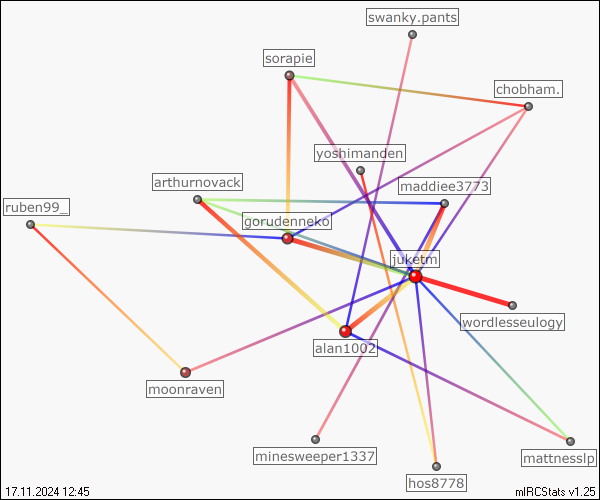 swanky.pants
sorapie
chobham.
yoshimanden
arthurnovack
maddiee3773
ruben99_
gorudenneko
juketm
wordlesseulogy
alan1002
moonraven
minesweeper1337
mattnesslp
hos8778
17.11.2024 12:45
mIRCStats v1.25